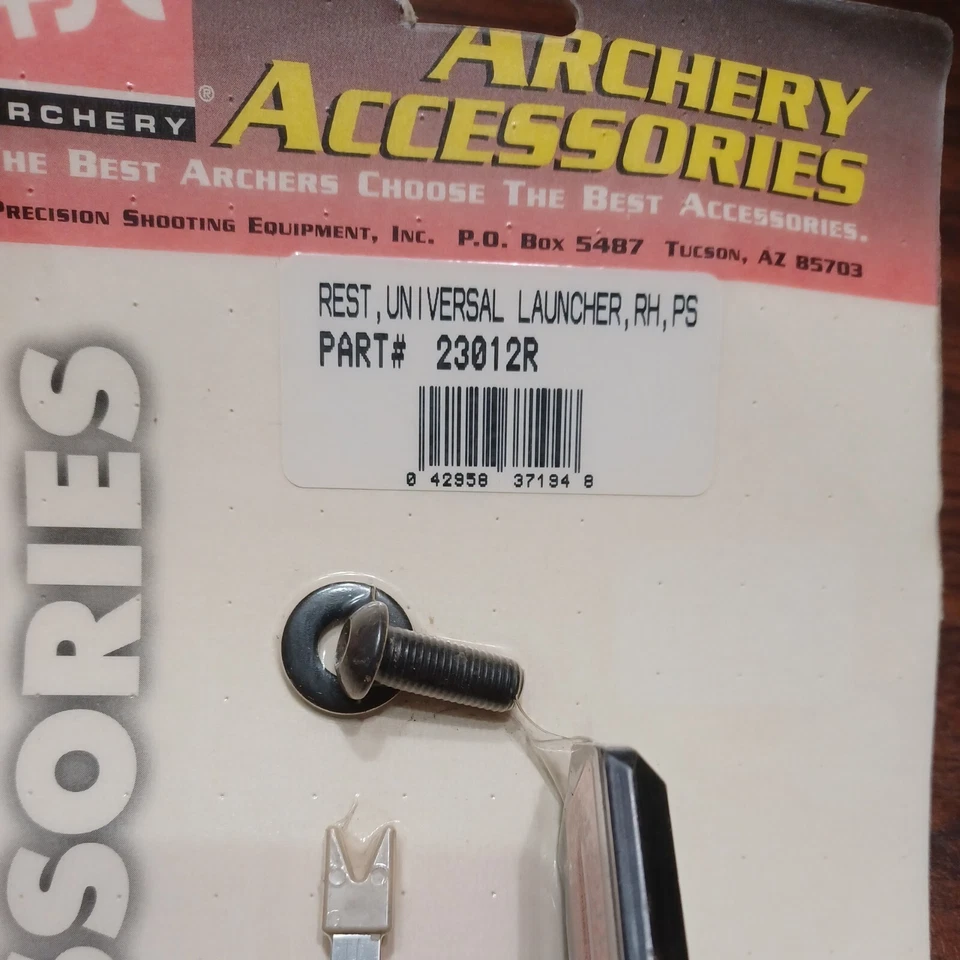 ARCHERY
ACCESSORIES
®
RCHERY
HE BEST ARCHERS CHOOSE THE BEST ACCESSORIES.
PRECISION SHOOTING EQUIPMENT, INC. P.O. BOX 5487 TUCSON, AZ 85703
REST,UNIVERSAL LAUNCHER,RH,PS
PART# 23012R
0 42958 37194 8
SSORIES